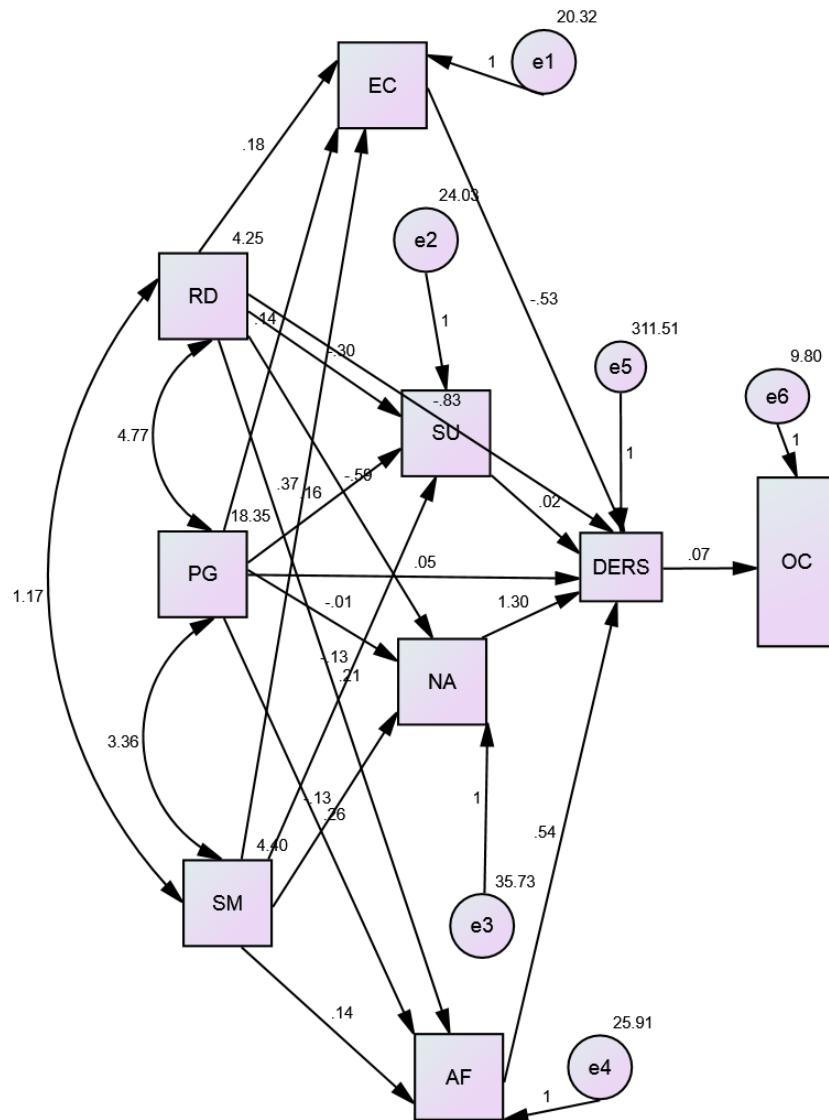 20.32
e1
1
EC
.18
24.03
4.25
e2
RD
-.53
.14
-.30
1
311.51
9.80
e5
e6
-.83
SU
4.77
1
1
.37
.16
-.59
.02
18.35
PG
.05
DERS
.07
OC
1.17
-.01
1.30
-.13
.21
NA
3.36
-.13
.26
1
.54
4.40
35.73
SM
e3
.14
25.91
AF
e4
1